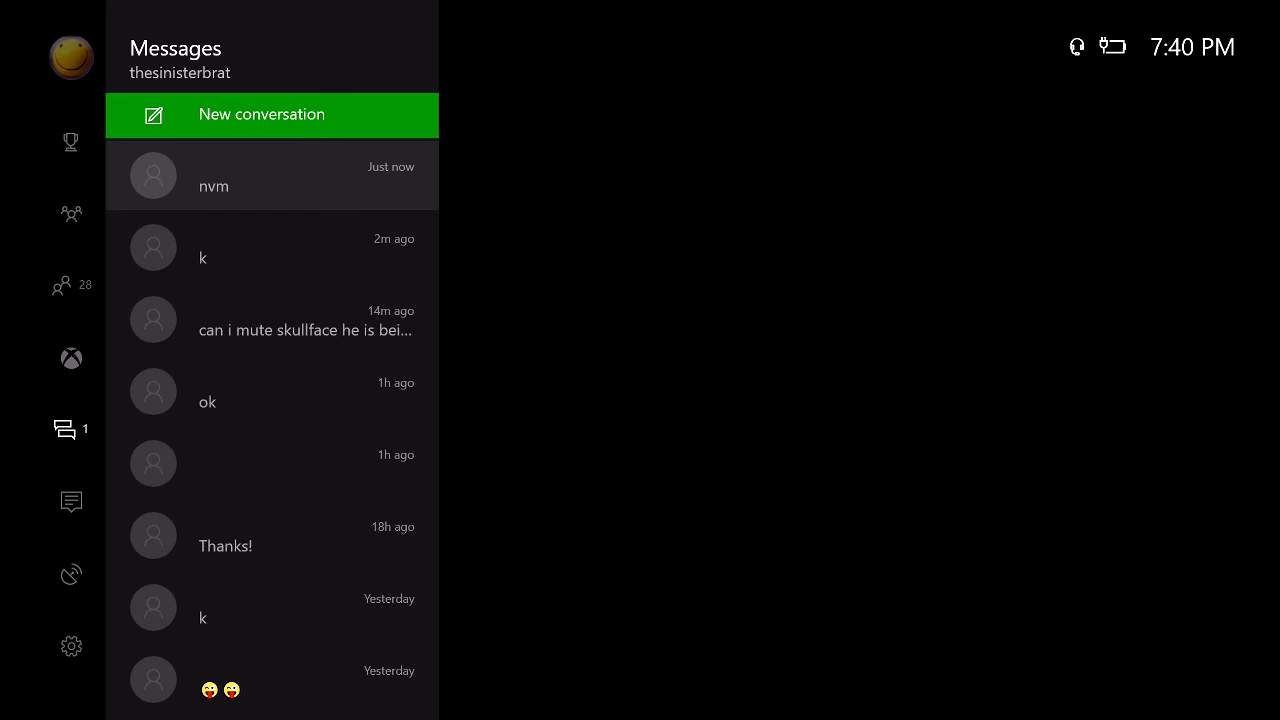 Messages
thesinisterbrat
7:40 PM
New conversation
Just now
nvm
2m ago
k
14m ago
can i mute skullface he is bei...
28
1h ago
ok
1
1h ago
18h ago
Thanks!
Yesterday
k
Yesterday
😜😜